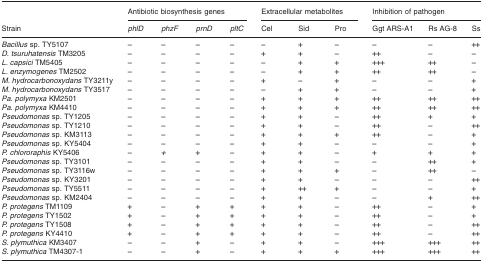 Antibiotic biosynthesis genes Extracellular metabolites Inhibition of pathogen
Strain phlD phzF prnD pltC Cel Sid Pro Ggt ARS-A1 Rs AG-8 Ss
Bacillus sp. TY5107 – – – – – + – – – ++
D. tsuruhatensis TM3205 – – – – + + – ++ – –
L. capsici TM5405 – – – – – + + +++ ++ –
L. enzymogenes TM2502 – – – – – + + ++ ++ –
M. hydrocarbonoxydans TY3211y – – – – + – + – – +
M. hydrocarbonoxydans TY3517 – – – – – + + – – +
Pa. polymyxa KM2501 – – – – + + + ++ ++ ++
Pa. polymyxa KM4410 – – – – + + + ++ ++ ++
Pseudomonas sp. TY1205 – – – – + + – ++ + +
Pseudomonas sp. TY1210 – – – – + + – ++ – ++
Pseudomonas sp. KM3113 – – – – + + + ++ – +
Pseudomonas sp. KY5404 – – – – + + – – – +
P. chlororaphis KY5406 – + + – + + – + + +
Pseudomonas sp. TY3101 – – – – + + – – ++ +
Pseudomonas sp. TY3116w – – – – + + + – ++ –
Pseudomonas sp. KY3201 – – – – + + – – – ++
Pseudomonas sp. TY5511 – – – – + ++ + – – +
Pseudomonas sp. KM2404 – – – – + + – – + ++
P. protegens TM1109 + – + + + + – ++ – +
P. protegens TY1502 + – + + + + – ++ – +
P. protegens TY1508 + – + + + + – ++ – ++
P. protegens KY4410 + – + + + + – ++ – ++
S. plymuthica KM3407 – – + – + + – +++ +++ ++
S. plymuthica TM4307-1 – – + – + + + +++ +++ ++